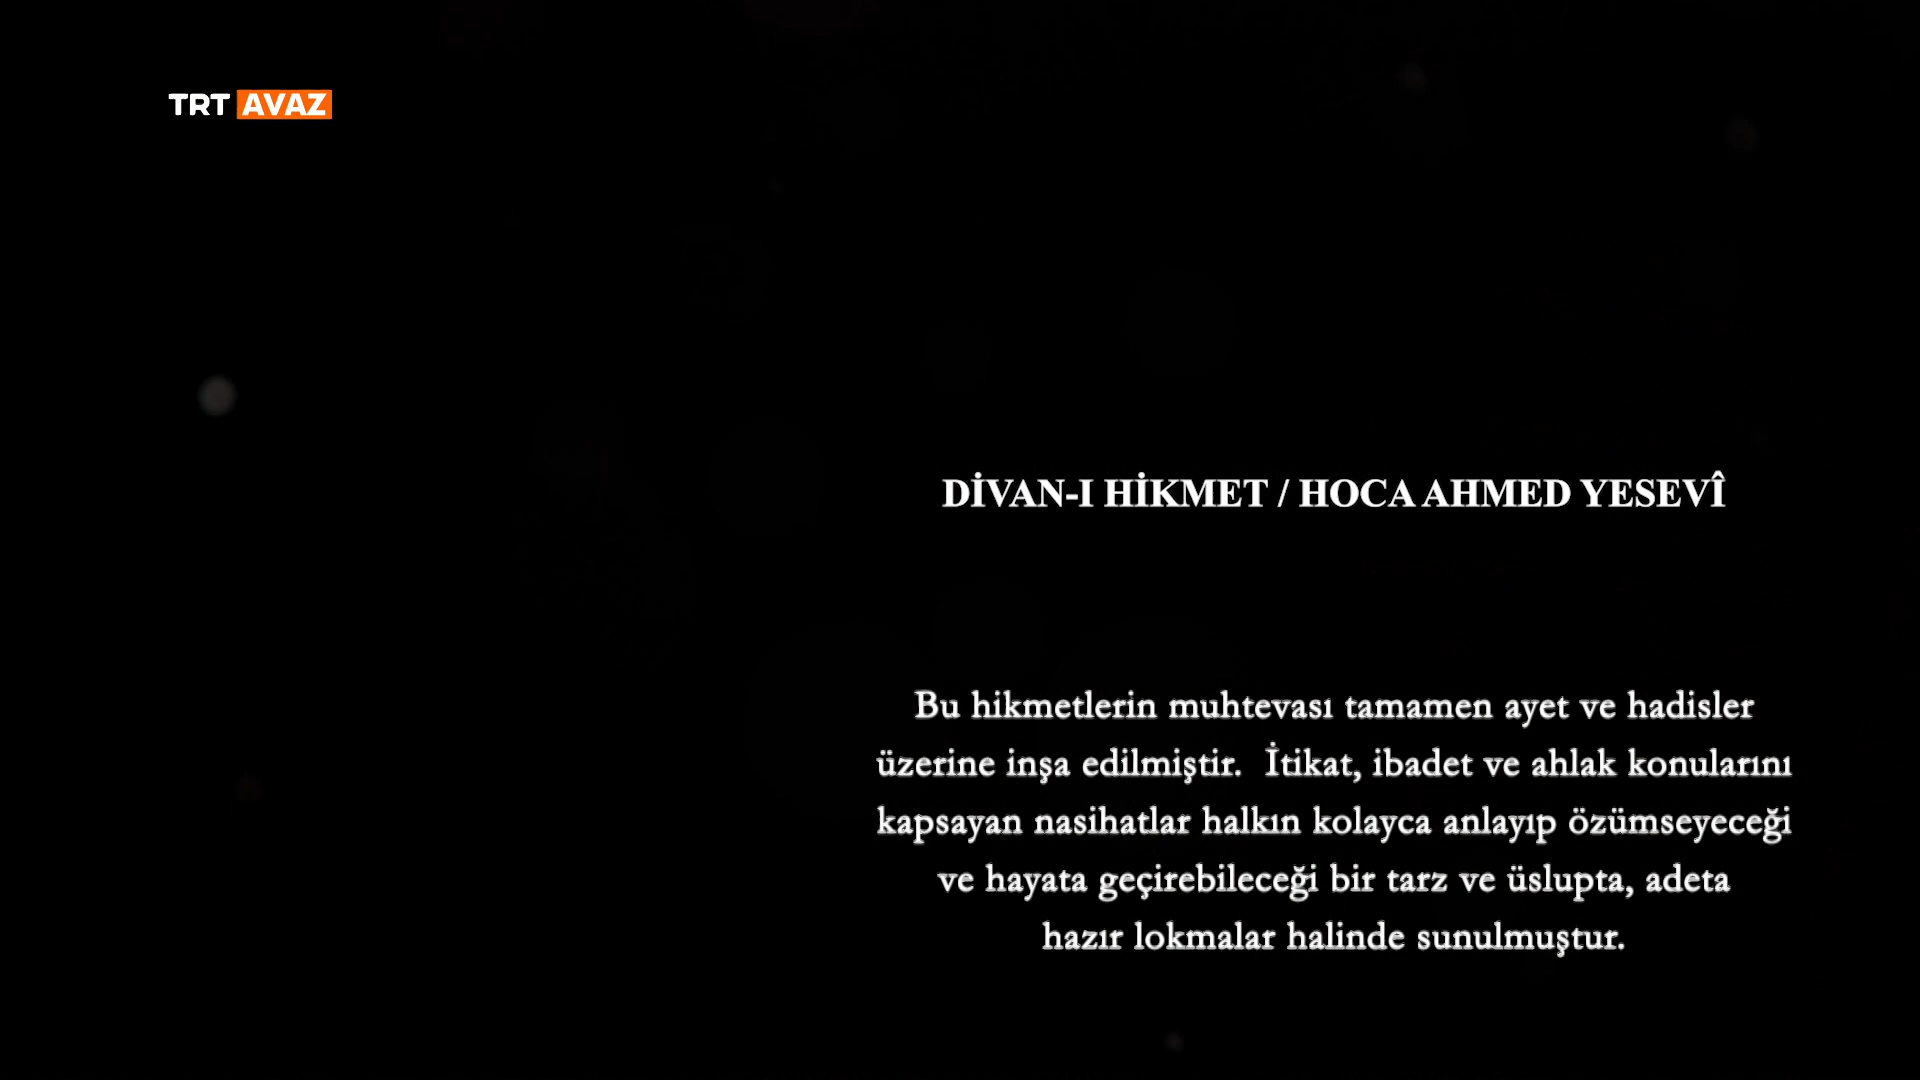 TRT AVAZ
DİVAN-I HİKMET / HOCA AHMED YESEVÎ
Bu hikmetlerin muhtevası tamamen ayet ve hadisler
üzerine inşa edilmiştir.  İtikat, ibadet ve ahlak konularını
kapsayan nasihatlar halkın kolayca anlayıp özümseyeceği
ve hayata geçirebileceği bir tarz ve üslupta, adeta
hazır lokmalar halinde sunulmuştur.